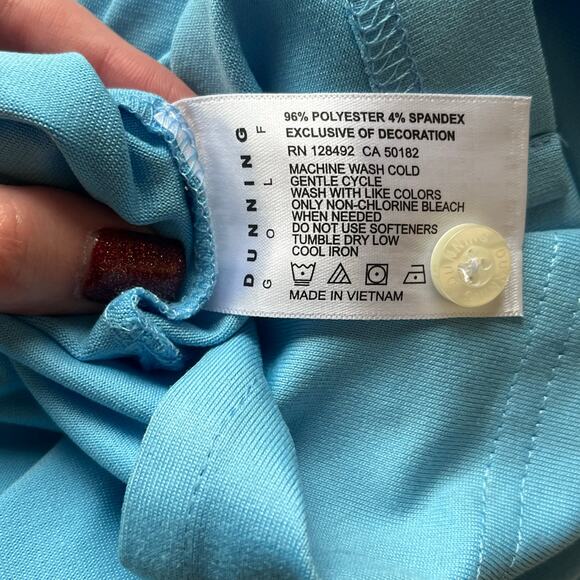 DUNNING
GOLF
96% POLYESTER 4% SPANDEX
EXCLUSIVE OF DECORATION
RN 128492 CA 50182
MACHINE WASH COLD
GENTLE CYCLE
WASH WITH LIKE COLORS
ONLY NON-CHLORINE BLEACH
WHEN NEEDED
DO NOT USE SOFTENERS
TUMBLE DRY LOW
COOL IRON
MADE IN VIETNAM
DUNNING